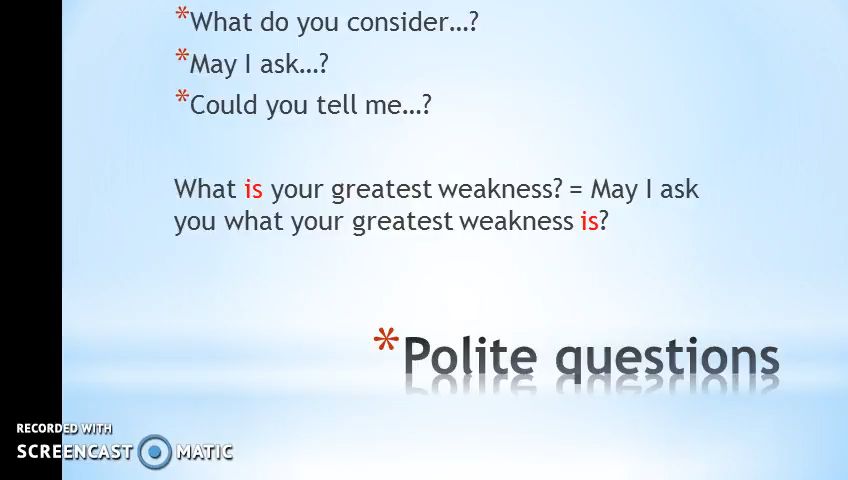 *What do you consider…?
*May I ask…?
*Could you tell me…?
What is your greatest weakness? = May I ask
you what your greatest weakness is?
*Polite questions
RECORDED WITH
SCREENCAST MATIC